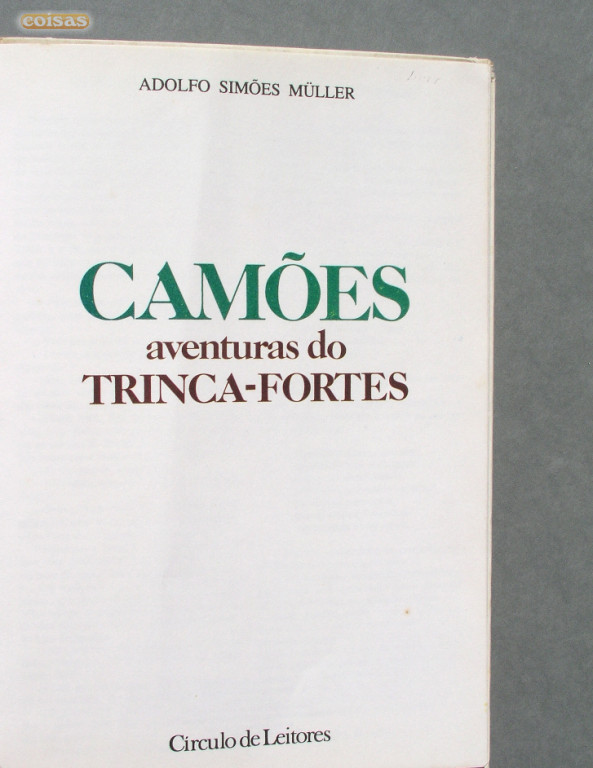 coisas
ADOLFO SIMÕES MÜLLER
CAMÕES
aventuras do
TRINCA-FORTES
Círculo de Leitores